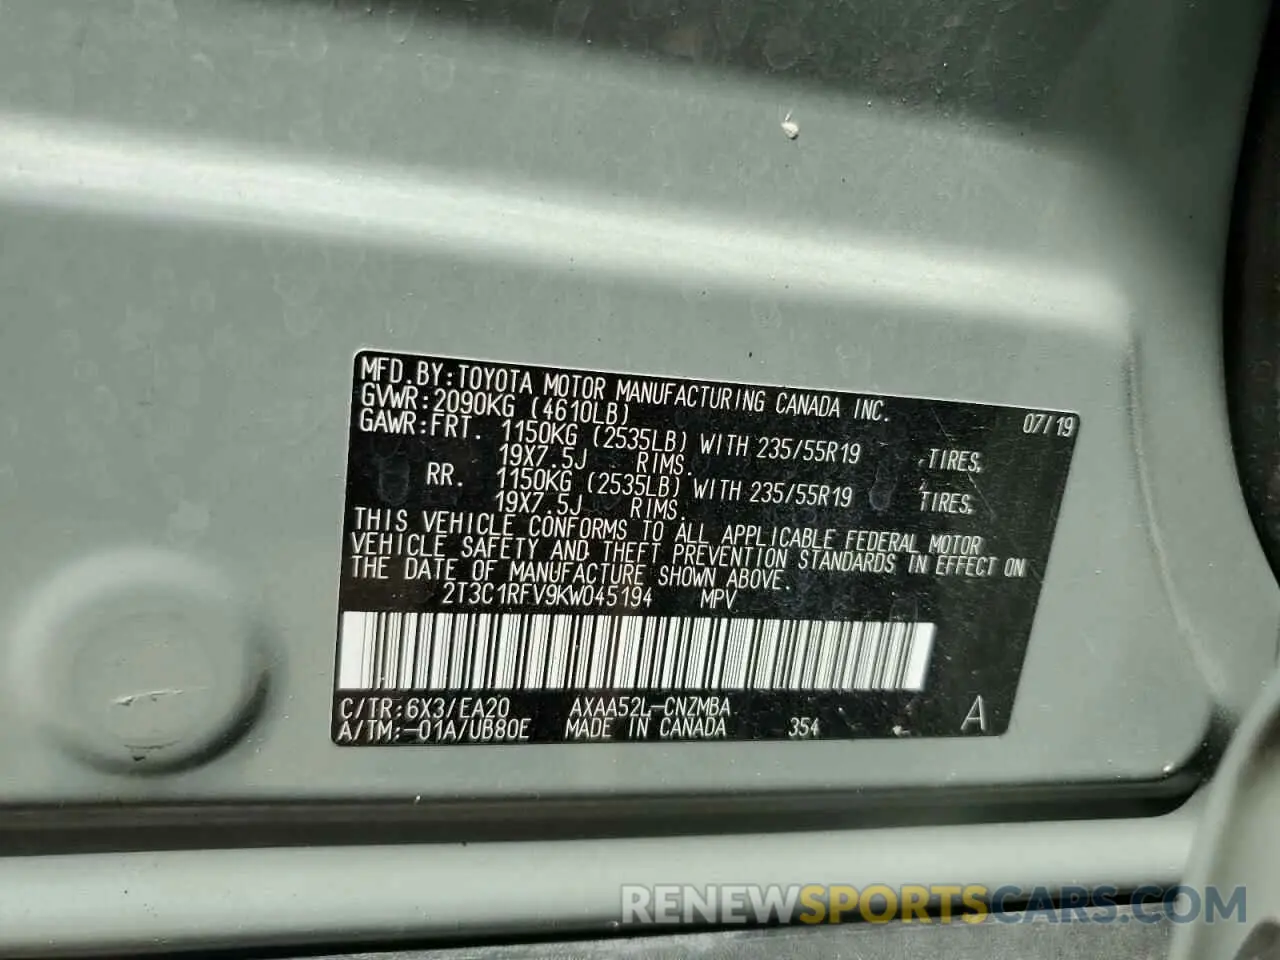 MFD.BY:TOYOTA MOTOR MANUFACTURING CANADA INC. 07/19
GVWR:2090KG (4610LB)
GAWR:FRT. 1150KG (2535LB) WITH 235/55R19 TIRES,
19X7.5J RIMS.
RR. 1150KG (2535LB) WITH 235/55R19 TIRES,
19X7.5J RIMS.
THIS VEHICLE CONFORMS TO ALL APPLICABLE FEDERAL MOTOR
VEHICLE SAFETY AND THEFT PREVENTION STANDARDS IN EFFECT ON
THE DATE OF MANUFACTURE SHOWN ABOVE.
2T3C1RFV9KW045194 MPV
C/TR:6X3/EA20 AXAA52L-CNZMBA A
A/TM:-01A/UB80E MADE IN CANADA 354
RENEWSPORTSCARS.COM